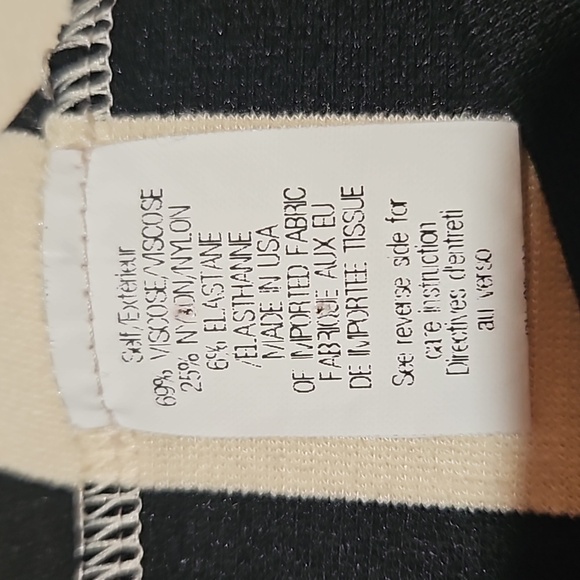 Self/Extérieur
69% VISCOSE/VISCOSE
25% NYLON/NYLON
6% ELASTANE
/ELASTHANNE
MADE IN USA
OF IMPORTED FABRIC
FABRIQUE AUX EU
DE IMPORTEE TISSUE
See reverse side for
care Instruction
Directives d'entreti
au verso